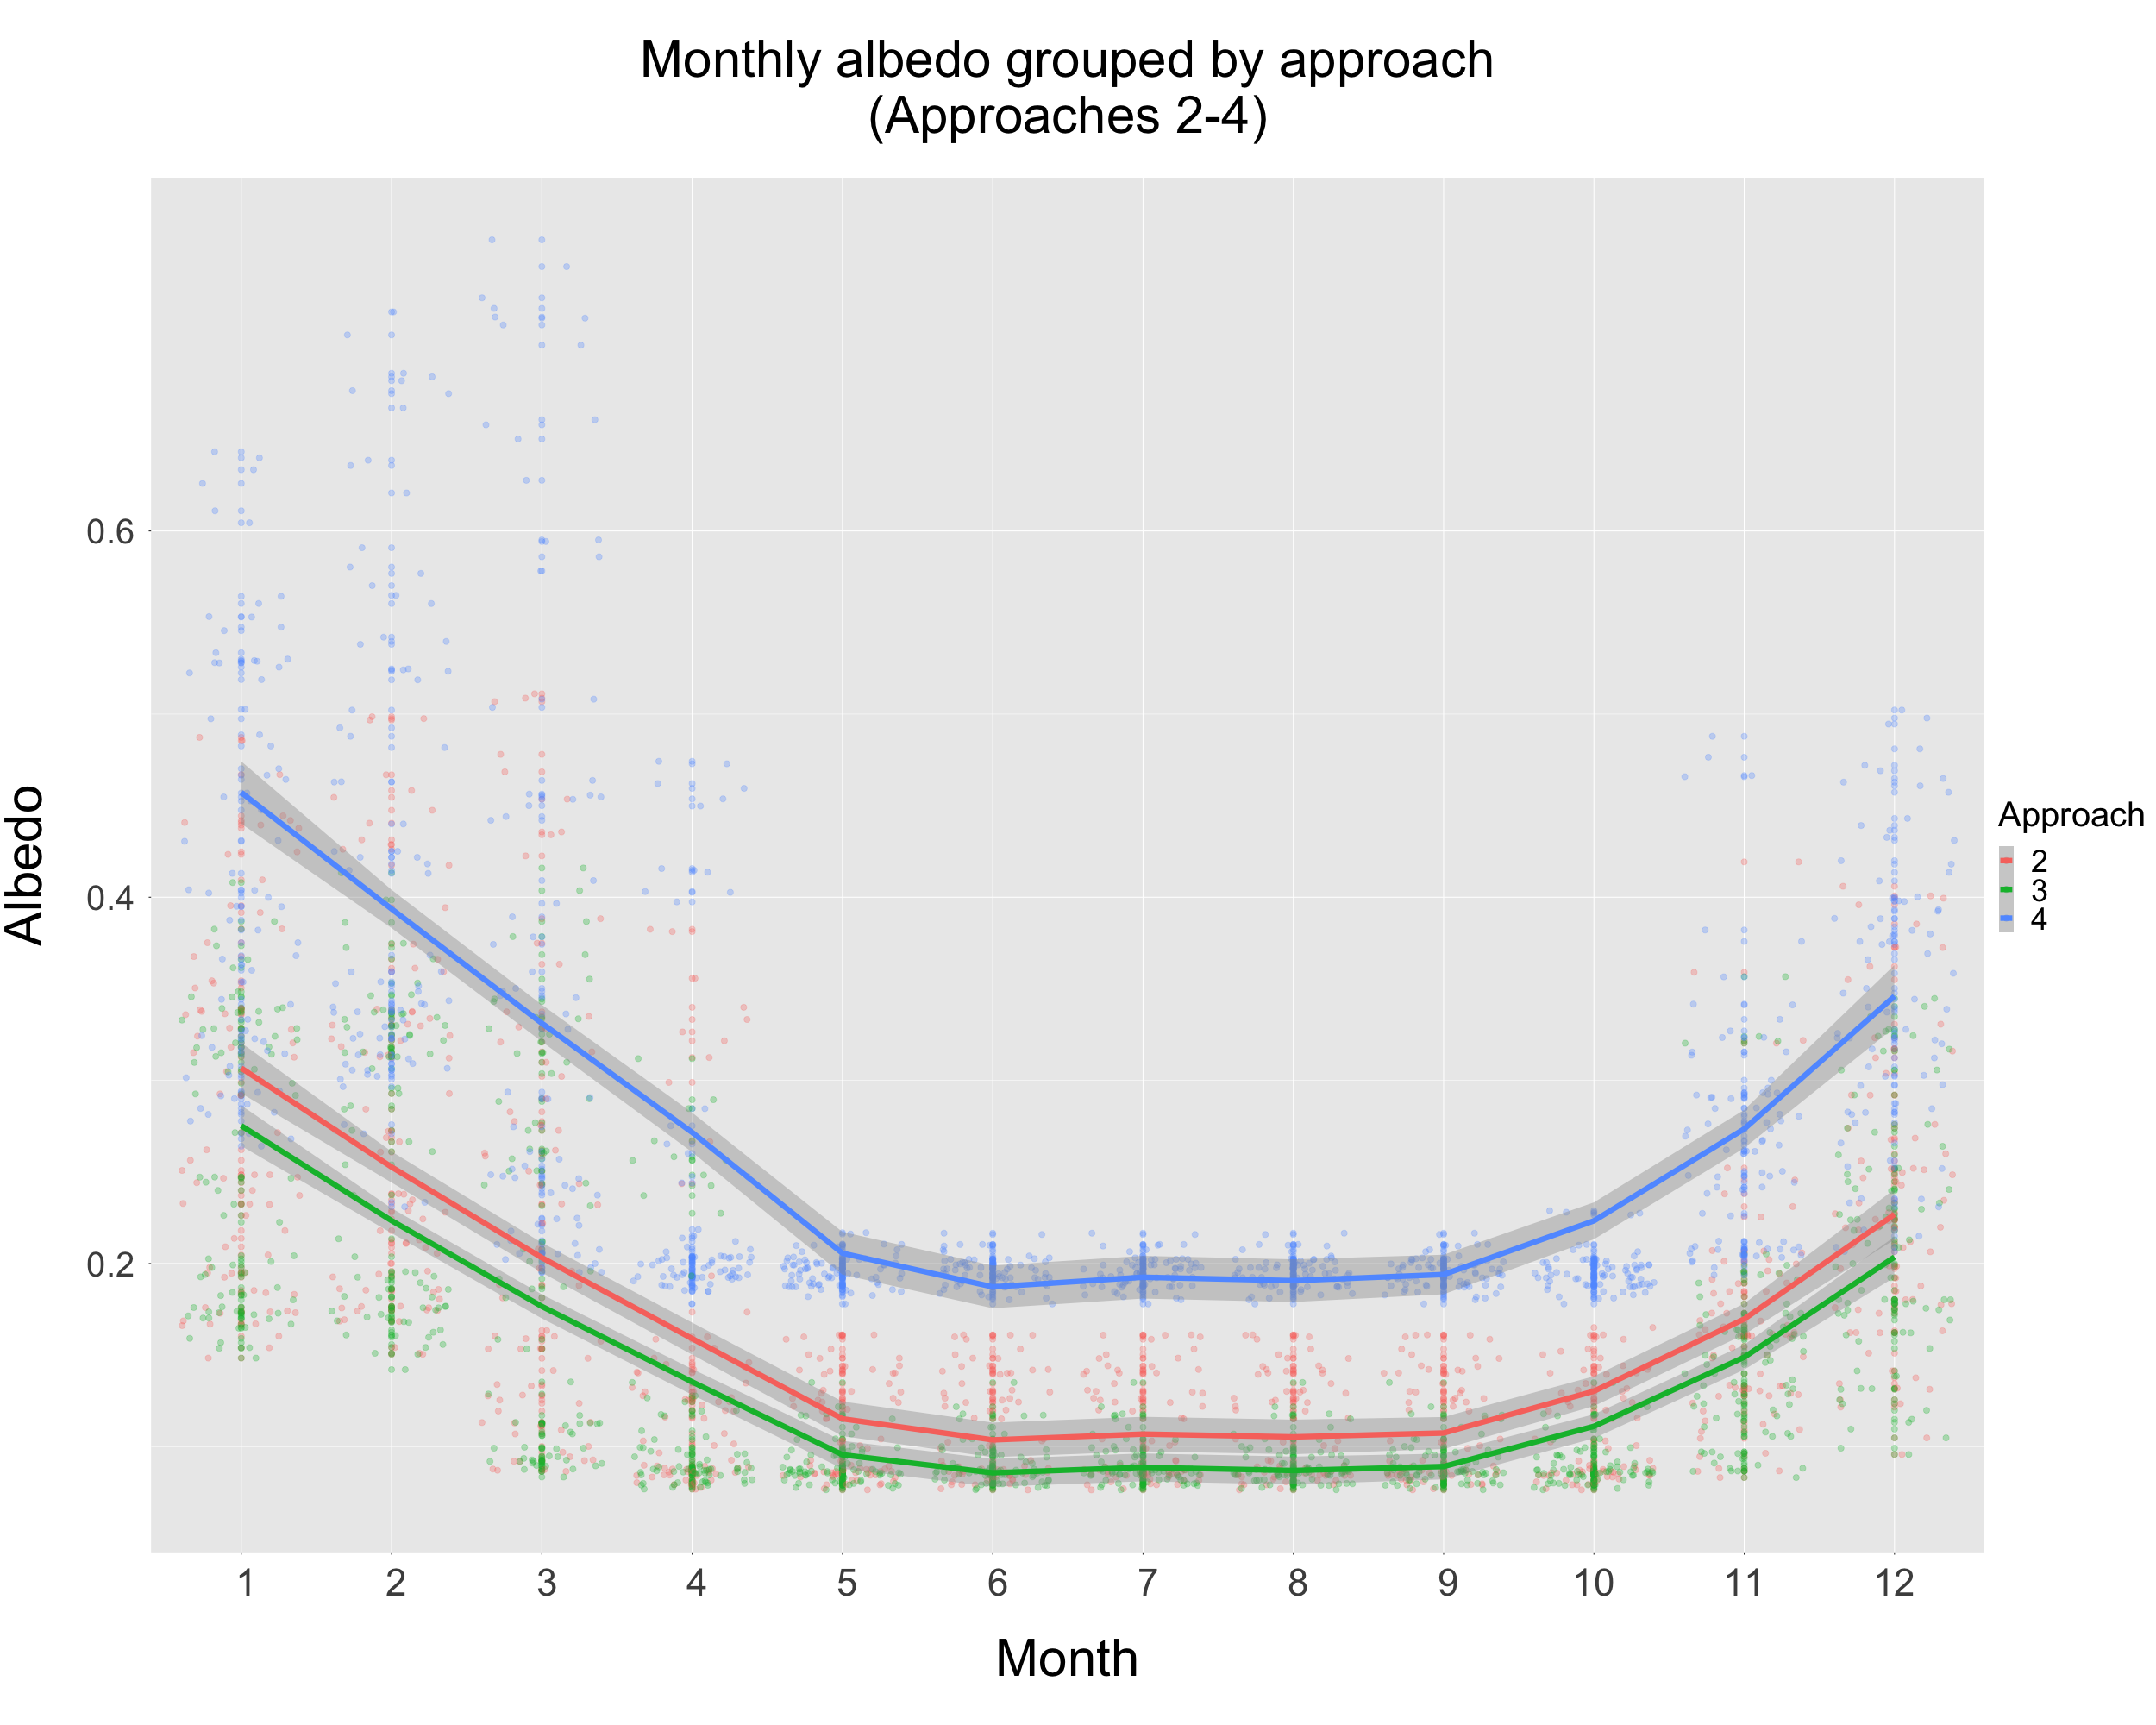 Monthly albedo grouped by approach
(Approaches 2-4)
Albedo
0.6
0.4
0.2
1 2 3 4 5 6 7 8 9 10 11 12
Month
Approach
2
3
4